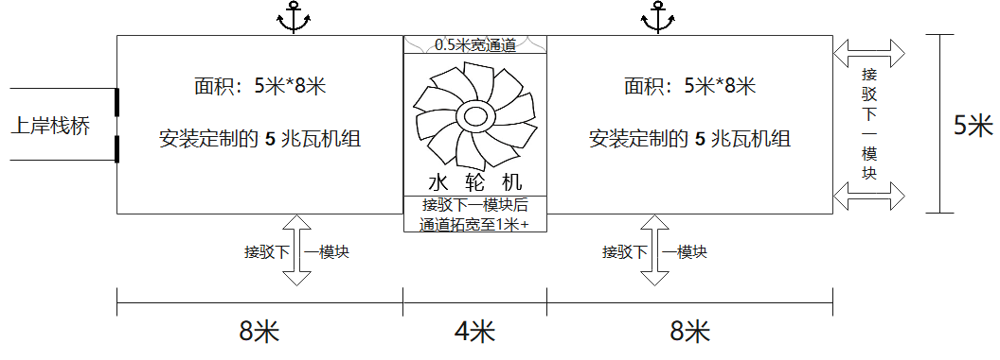 0.5米宽通道
面积：5米*8米
安装定制的 5 兆瓦机组
上岸栈桥
水 轮 机
接驳下一模块后
通道拓宽至1米+
面积：5米*8米
安装定制的 5 兆瓦机组
接驳下一模块
5米
接驳下 一模块
接驳下 一模块
8米
4米
8米